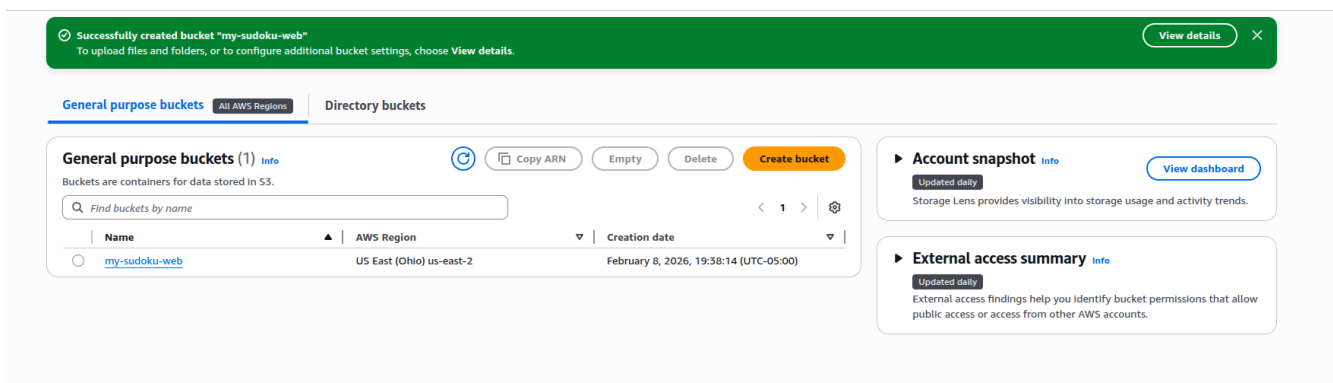 Successfully created bucket "my-sudoku-web"
To upload files and folders, or to configure additional bucket settings, choose View details.
View details
General purpose buckets All AWS Regions Directory buckets
General purpose buckets (1) Info
Copy ARN Empty Delete Create bucket
Buckets are containers for data stored in S3.
Find buckets by name
1
Name AWS Region Creation date
my-sudoku-web US East (Ohio) us-east-2 February 8, 2026, 19:38:14 (UTC-05:00)
Account snapshot Info
View dashboard
Updated daily
Storage Lens provides visibility into storage usage and activity trends.
External access summary Info
Updated daily
External access findings help you identify bucket permissions that allow
public access or access from other AWS accounts.